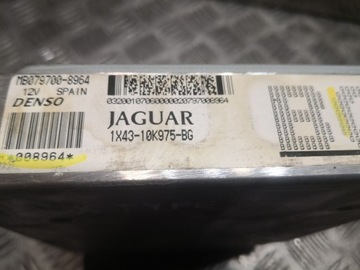 MB079700-8964
12V SPAIN
DENSO
008964*
JAGUAR
1X43-10K975-BG